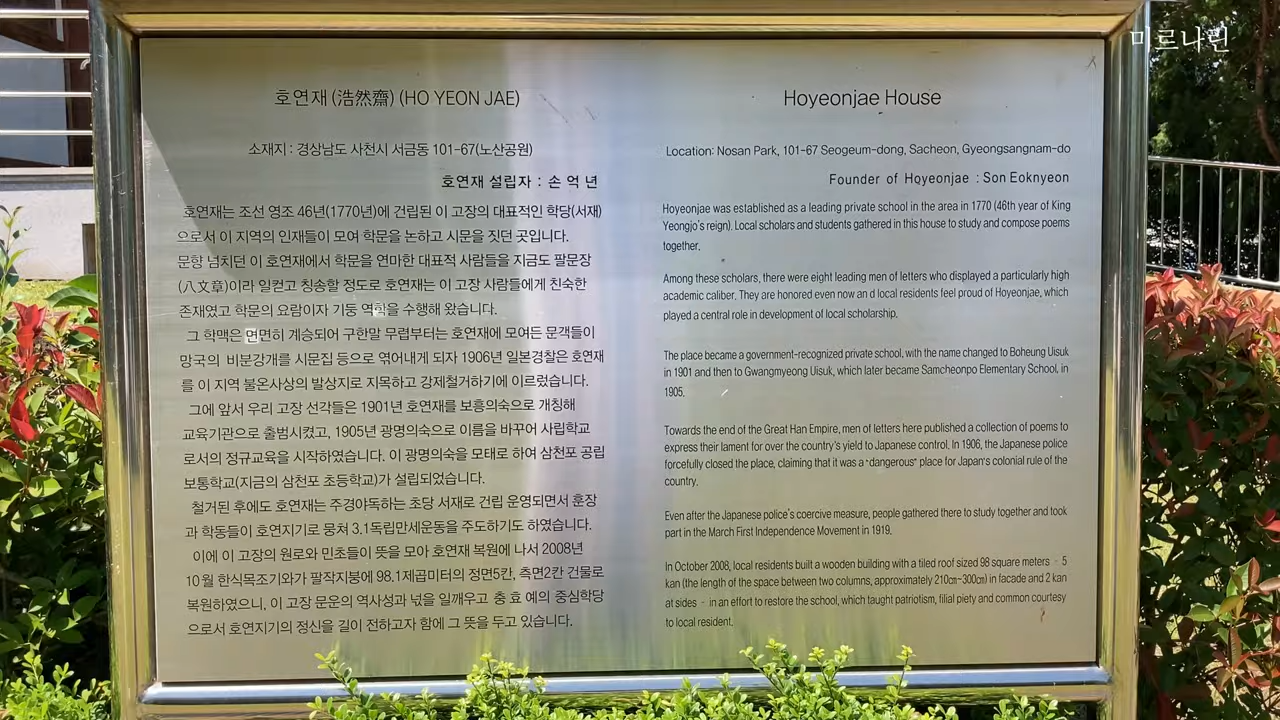 미르나린
호연재 (浩然齋) (HO YEON JAE)
소재지 : 경상남도 사천시 서금동 101-67(노산공원)
호연재 설립자 : 손 억 년
호연재는 조선 영조 46년(1770년)에 건립된 이 고장의 대표적인 학당(서재)
으로서 이 지역의 인재들이 모여 학문을 논하고 시문을 짓던 곳입니다.
문향 넘치던 이 호연재에서 학문을 연마한 대표적 사람들을 지금도 팔문장
(八文章)이라 일컫고 칭송할 정도로 호연재는 이 고장 사람들에게 친숙한
존재였고 학문의 요람이자 기둥 역할을 수행해 왔습니다.
그 학맥은 면면히 계승되어 구한말 무렵부터는 호연재에 모여든 문객들이
망국의 비분강개를 시문집 등으로 엮어내게 되자 1906년 일본경찰은 호연재
를 이 지역 불온사상의 발상지로 지목하고 강제철거하기에 이르렀습니다.
그에 앞서 우리 고장 선각들은 1901년 호연재를 보흥의숙으로 개칭해
교육기관으로 출범시켰고, 1905년 광명의숙으로 이름을 바꾸어 사립학교
로서의 정규교육을 시작하였습니다. 이 광명의숙을 모태로 하여 삼천포 공립
보통학교(지금의 삼천포 초등학교)가 설립되었습니다.
철거된 후에도 호연재는 주경야독하는 초당 서재로 건립 운영되면서 훈장
과 학동들이 호연지기로 뭉쳐 3.1독립만세운동을 주도하기도 하였습니다.
이에 이 고장의 원로와 민초들이 뜻을 모아 호연재 복원에 나서 2008년
10월 한식목조기와가 팔작지붕에 98.1제곱미터의 정면5칸, 측면2칸 건물로
복원하였으니, 이 고장 문운의 역사성과 넋을 일깨우고 충 효 예의 중심학당
으로서 호연지기의 정신을 길이 전하고자 함에 그 뜻을 두고 있습니다.
Hoyeonjae House
Location: Nosan Park, 101-67 Seogeum-dong, Sacheon, Gyeongsangnam-do
Founder of Hoyeonjae : Son Eoknyeon
Hoyeonjae was established as a leading private school in the area in 1770 (46th year of King
Yeongjo's reign). Local scholars and students gathered in this house to study and compose poems
together.
Among these scholars, there were eight leading men of letters who displayed a particularly high
academic caliber. They are honored even now and local residents feel proud of Hoyeonjae, which
played a central role in development of local scholarship.
The place became a government-recognized private school, with the name changed to Boheung Uisuk
in 1901 and then to Gwangmyeong Uisuk, which later became Samcheonpo Elementary School, in
1905.
Towards the end of the Great Han Empire, men of letters here published a collection of poems to
express their lament for over the country's yield to Japanese control. In 1906, the Japanese police
forcefully closed the place, claiming that it was a "dangerous" place for Japan's colonial rule of the
country.
Even after the Japanese police's coercive measure, people gathered there to study together and took
part in the March First Independence Movement in 1919.
In October 2008, local residents built a wooden building with a tiled roof sized 98 square meters - 5
kan (the length of the space between two columns, approximately 210㎝-300㎝) in facade and 2 kan
at sides - in an effort to restore the school, which taught patriotism, filial piety and common courtesy
to local resident.